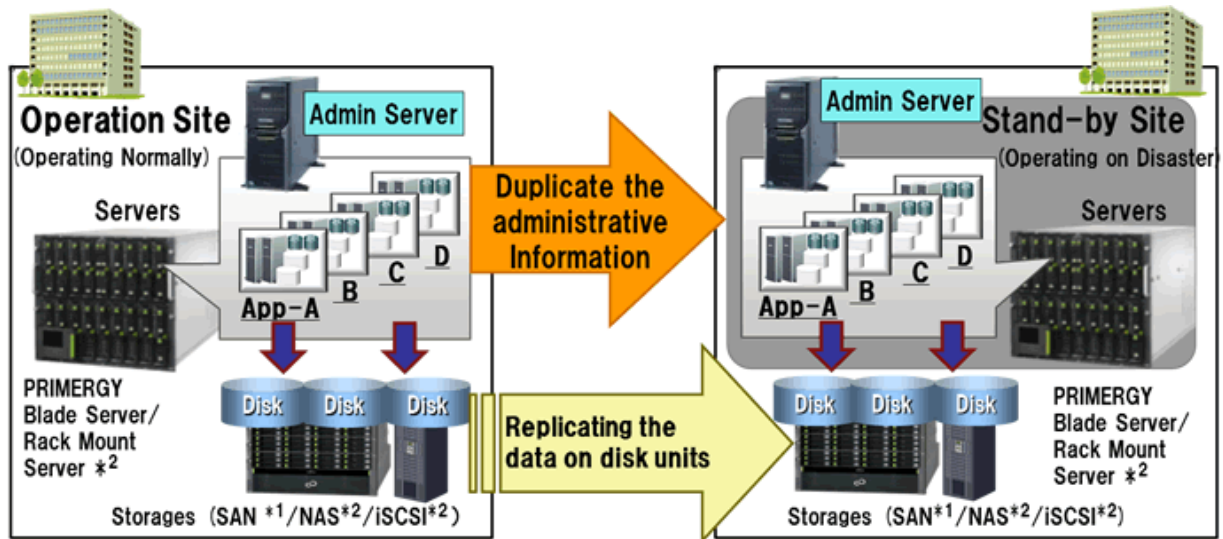 Operation Site
(Operating Normally)
Admin Server
Servers
App-A
B
C
D
Disk
Disk
Disk
PRIMERGY
Blade Server/
Rack Mount
Server *2
Storages (SAN *1/NAS*2/iSCSI*2)
Duplicate the
administrative
Information
Replicating the
data on disk units
Admin Server
Stand-by Site
(Operating on Disaster)
Servers
App-A
B
C
D
Disk
Disk
Disk
PRIMERGY
Blade Server/
Rack Mount
Server *2
Storages (SAN*1/NAS*2/iSCSI*2)